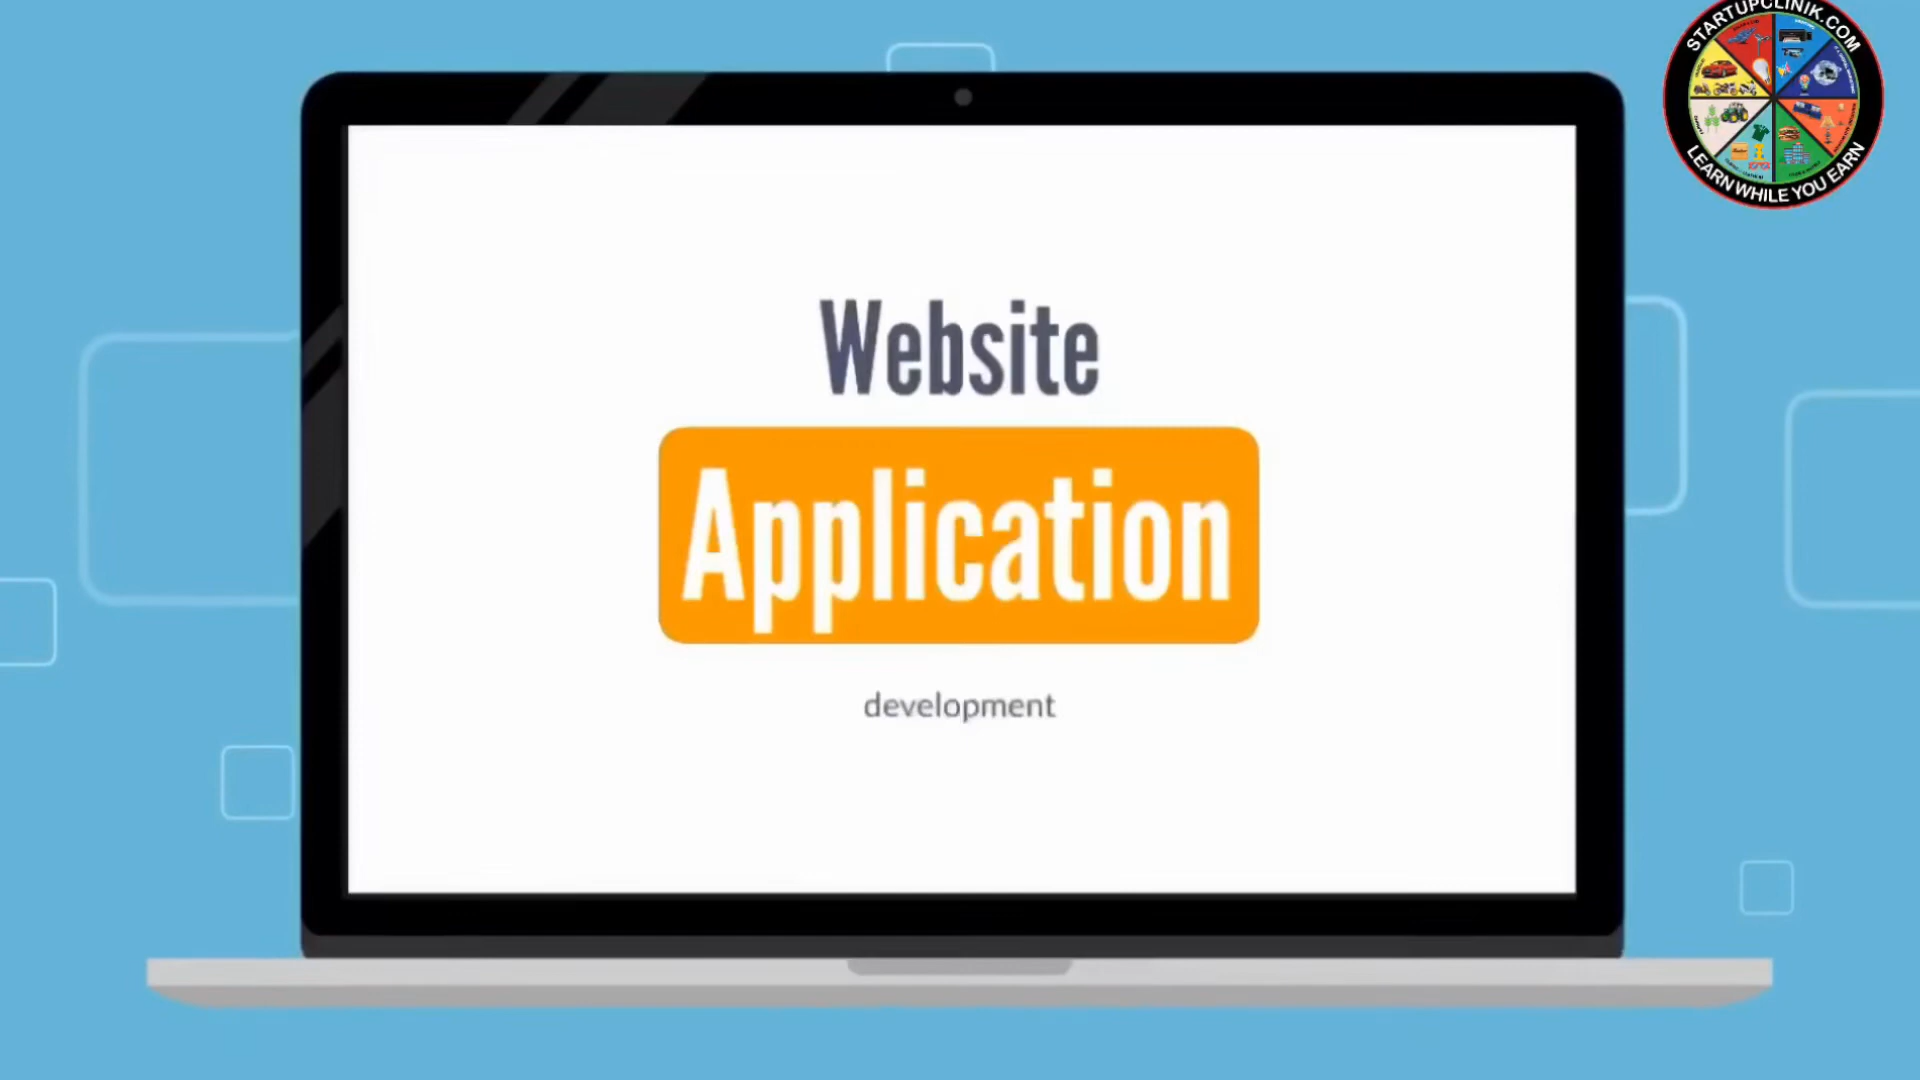 STARTUPCLINIK.COM
LEARN WHILE YOU EARN
Website
Application
development